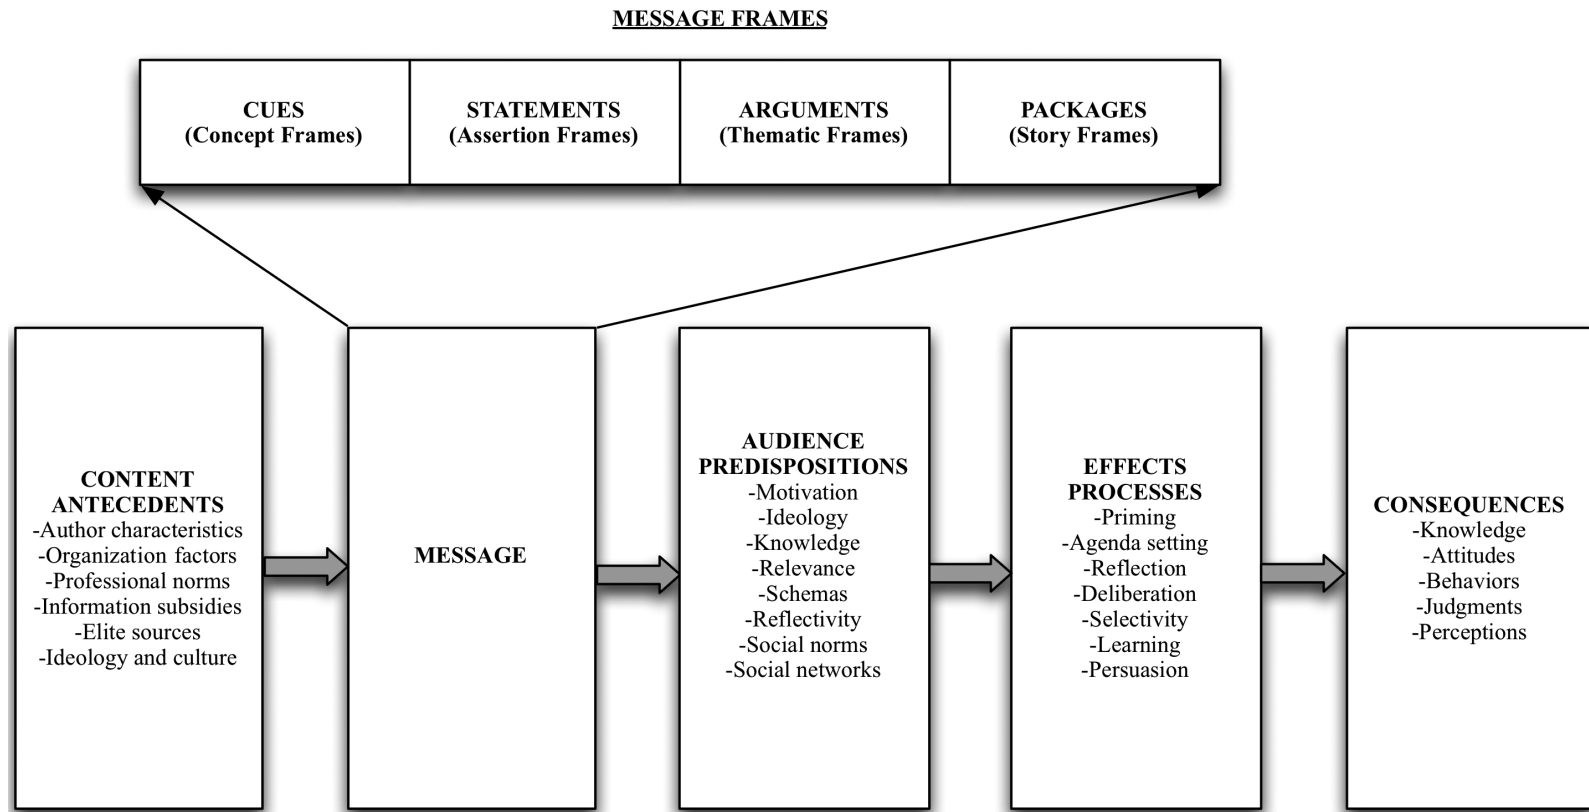 MESSAGE FRAMES
CUES
(Concept Frames)
STATEMENTS
(Assertion Frames)
ARGUMENTS
(Thematic Frames)
PACKAGES
(Story Frames)
CONTENT
ANTECEDENTS
-Author characteristics
-Organization factors
-Professional norms
-Information subsidies
-Elite sources
-Ideology and culture
MESSAGE
AUDIENCE
PREDISPOSITIONS
-Motivation
-Ideology
-Knowledge
-Relevance
-Schemas
-Reflectivity
-Social norms
-Social networks
EFFECTS
PROCESSES
-Priming
-Agenda setting
-Reflection
-Deliberation
-Selectivity
-Learning
-Persuasion
CONSEQUENCES
-Knowledge
-Attitudes
-Behaviors
-Judgments
-Perceptions